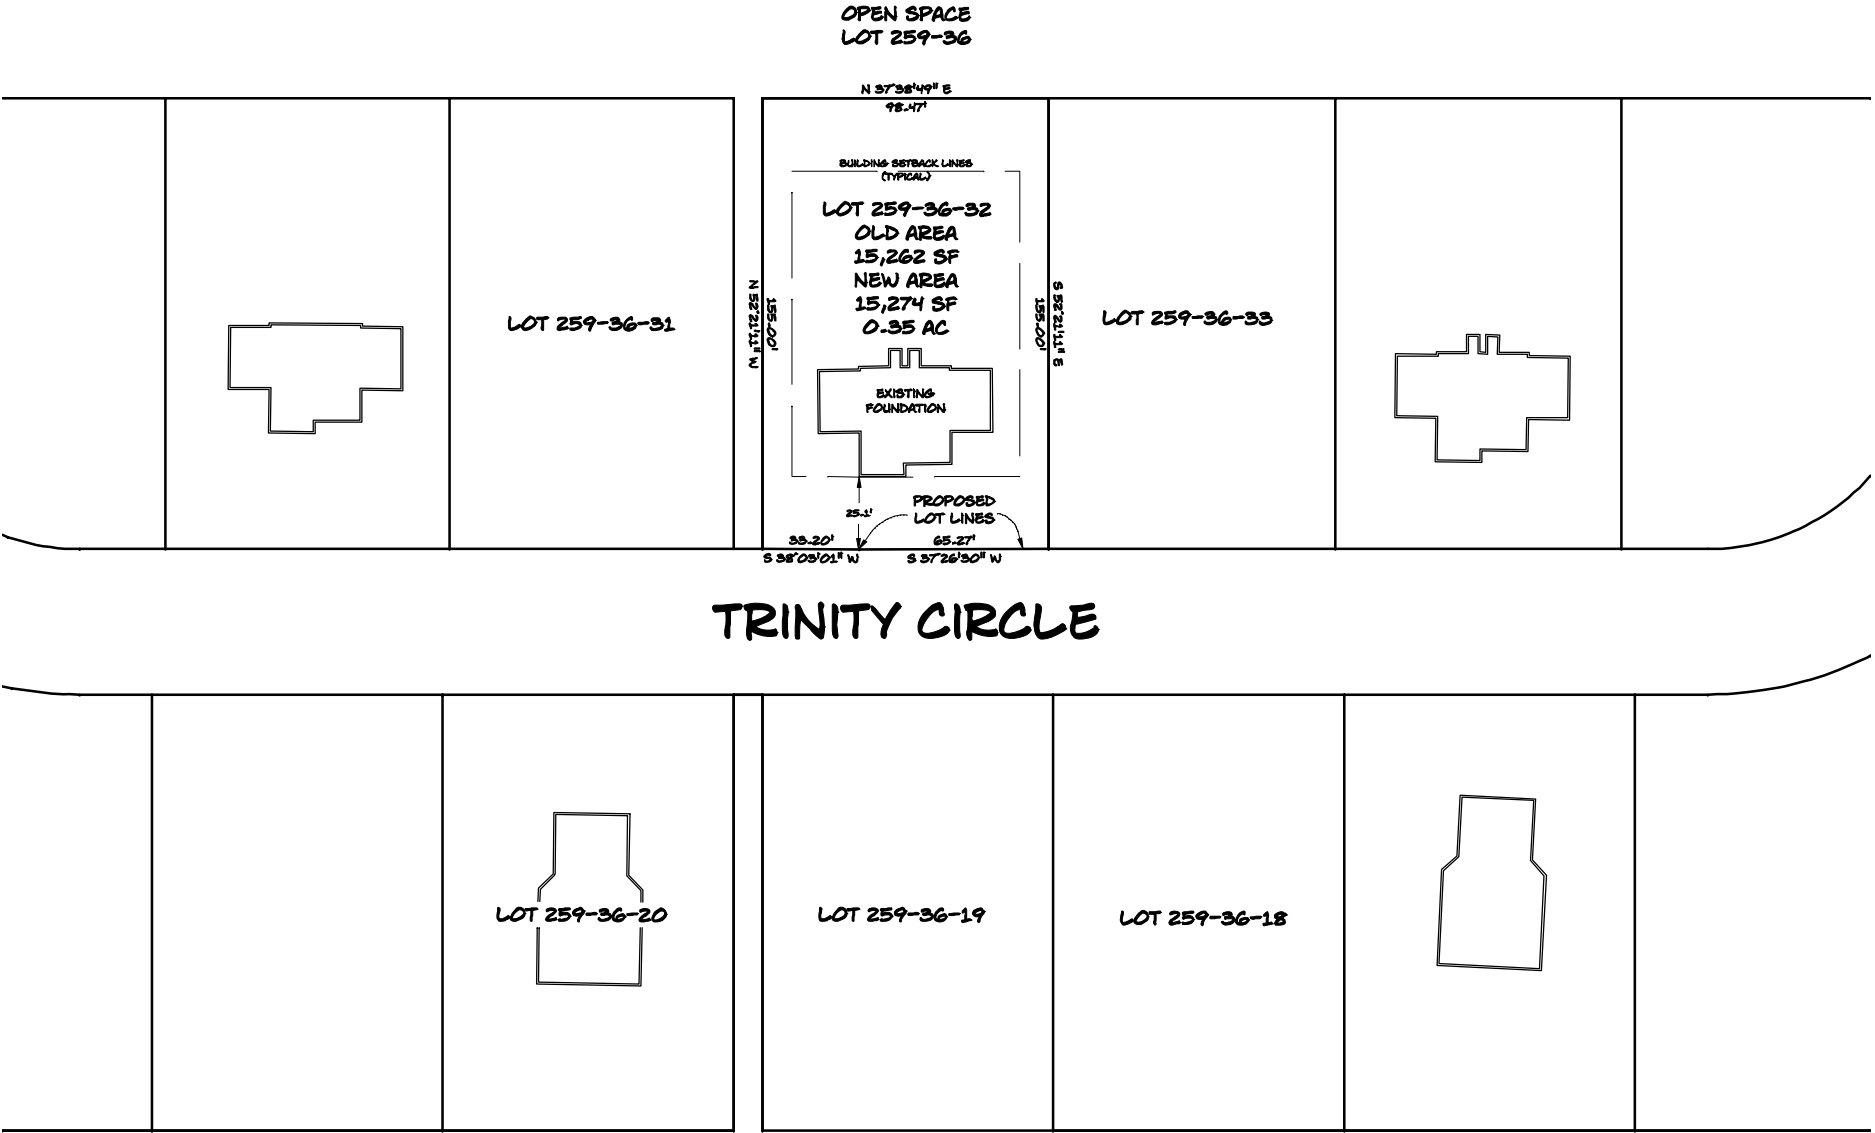 OPEN SPACE
LOT 259-36
N 37°38'49" E
98.47'
BUILDING SETBACK LINES
(TYPICAL)
LOT 259-36-32
OLD AREA
15,262 SF
NEW AREA
15,274 SF
0.35 AC
N 52°21'11" W
155.00'
155.00'
S 52°21'11" E
LOT 259-36-31
LOT 259-36-33
EXISTING
FOUNDATION
25.1'
PROPOSED
LOT LINES
33.20'
S 38°03'01" W
65.27'
S 37°26'30" W
TRINITY CIRCLE
LOT 259-36-20
LOT 259-36-19
LOT 259-36-18